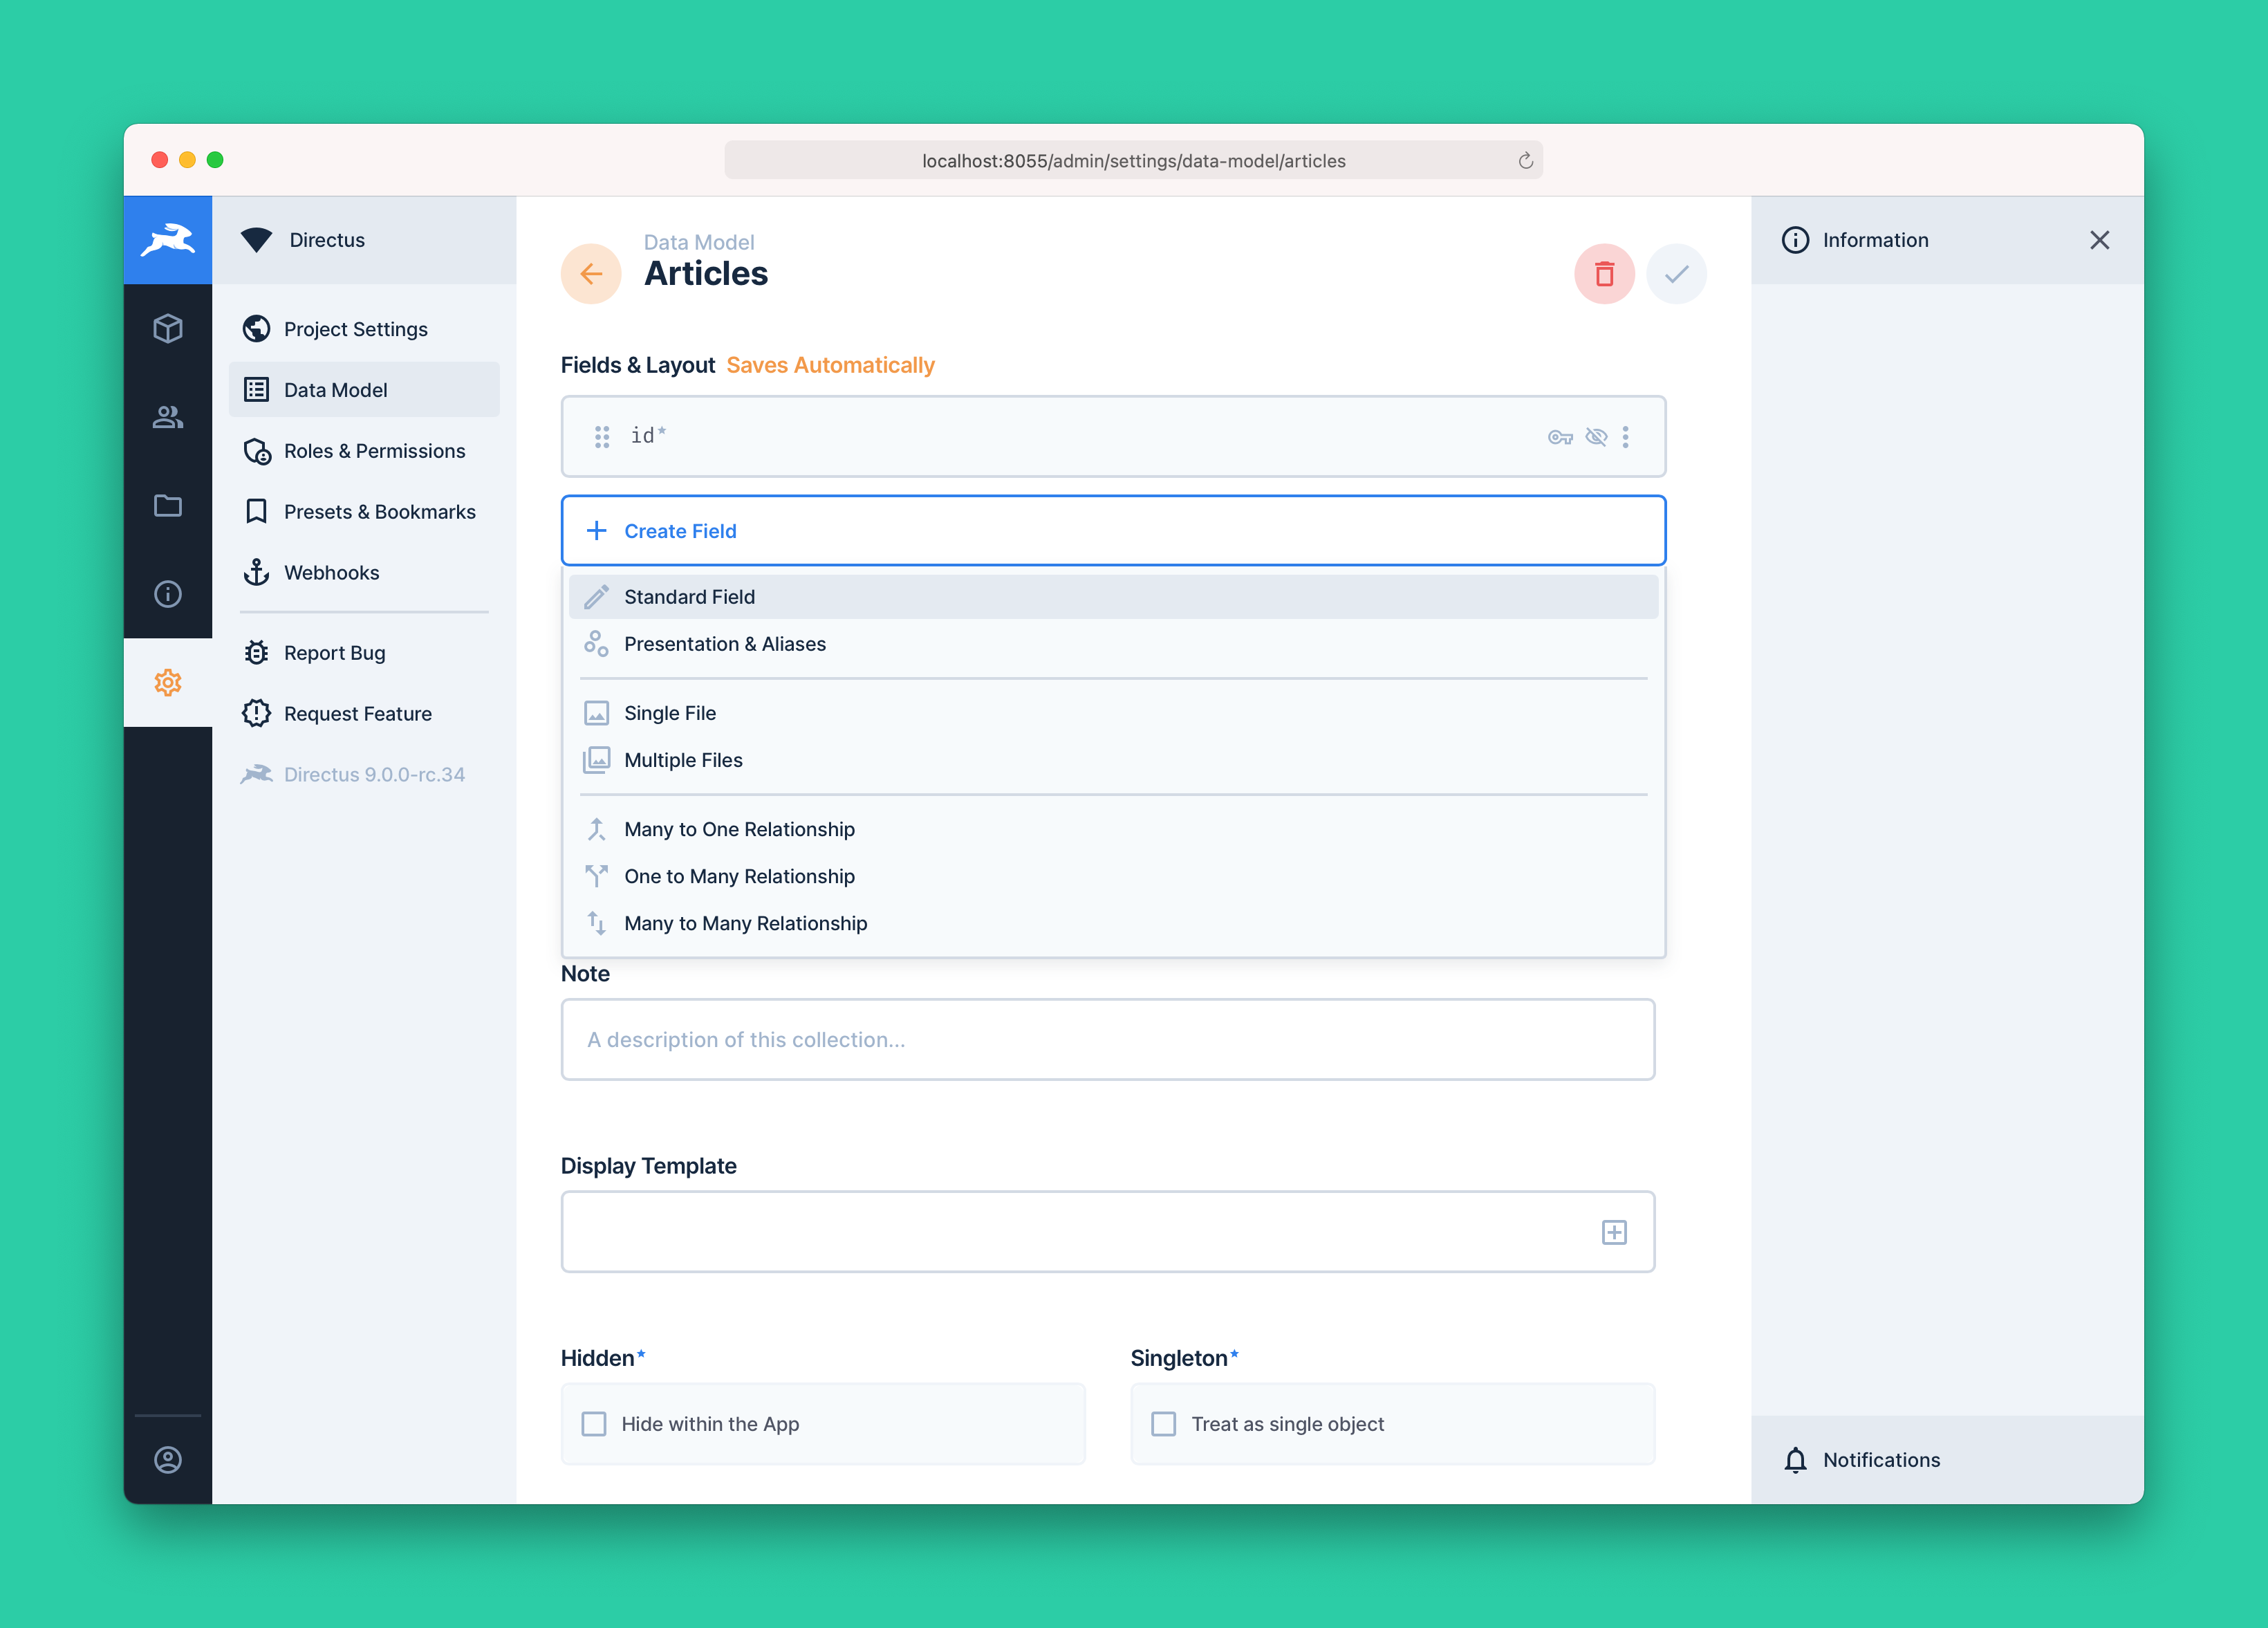 localhost:8055/admin/settings/data-model/articles
Directus
Project Settings
Data Model
Roles & Permissions
Presets & Bookmarks
Webhooks
Report Bug
Request Feature
Directus 9.0.0-rc.34
Data Model
Articles
Fields & Layout Saves Automatically
id*
Create Field
Standard Field
Presentation & Aliases
Single File
Multiple Files
Many to One Relationship
One to Many Relationship
Many to Many Relationship
Note
A description of this collection...
Display Template
Hidden*
Singleton*
Hide within the App
Treat as single object
Information
Notifications